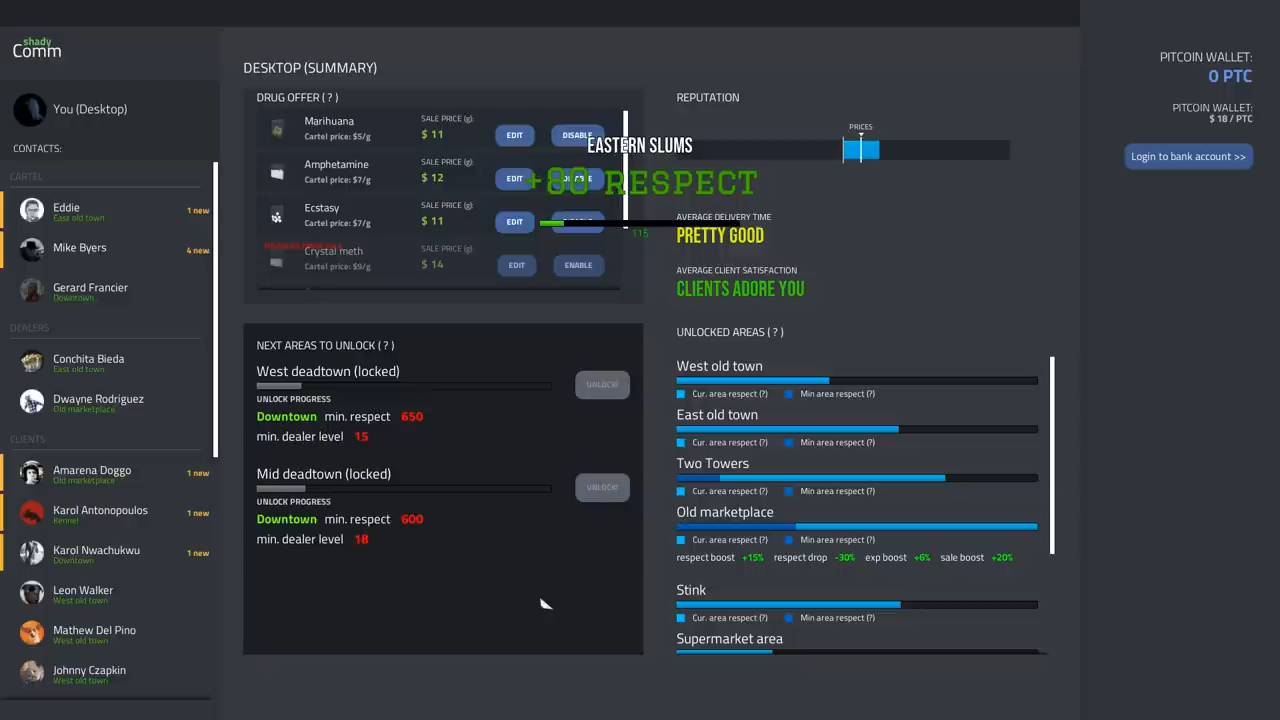 shady
Comm
You (Desktop)
CONTACTS:
CARTEL
Eddie
East old town
1 new
Mike Byers
4 new
Gerard Francier
Downtown
DEALERS
Conchita Bieda
East old town
Dwayne Rodriguez
Old marketplace
CLIENTS
Amarena Doggo
Old marketplace
1 new
Karol Antonopoulos
Kennel
1 new
Karol Nwachukwu
Downtown
1 new
Leon Walker
West old town
Mathew Del Pino
West old town
Johnny Czapkin
West old town
DESKTOP (SUMMARY)
DRUG OFFER ( ? )
Marihuana
Cartel price: $5/g
SALE PRICE (g):
$ 11
EDIT
DISABLE
Amphetamine
Cartel price: $7/g
SALE PRICE (g):
$ 12
EDIT
Ecstasy
Cartel price: $7/g
SALE PRICE (g):
$ 11
EDIT
Crystal meth
Cartel price: $9/g
SALE PRICE (g):
$ 14
EDIT
ENABLE
EASTERN SLUMS
+80 RESPECT
115
NEXT AREAS TO UNLOCK ( ? )
West deadtown (locked)
UNLOCK!
UNLOCK PROGRESS
Downtown min. respect 650
min. dealer level 15
Mid deadtown (locked)
UNLOCK!
UNLOCK PROGRESS
Downtown min. respect 600
min. dealer level 18
REPUTATION
PRICES
AVERAGE DELIVERY TIME
PRETTY GOOD
AVERAGE CLIENT SATISFACTION
CLIENTS ADORE YOU
UNLOCKED AREAS ( ? )
West old town
Cur. area respect (?) Min area respect (?)
East old town
Cur. area respect (?) Min area respect (?)
Two Towers
Cur. area respect (?) Min area respect (?)
Old marketplace
Cur. area respect (?) Min area respect (?)
respect boost +15% respect drop -30% exp boost +6% sale boost +20%
Stink
Cur. area respect (?) Min area respect (?)
Supermarket area
PITCOIN WALLET:
0 PTC
PITCOIN WALLET:
$ 18 / PTC
Login to bank account >>